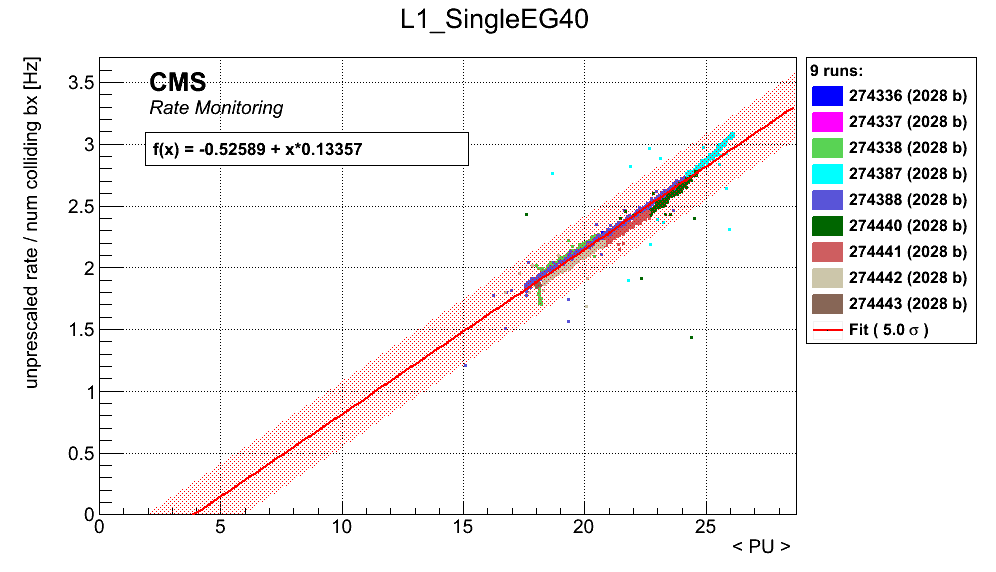 L1_SingleEG40
unprescaled rate / num colliding bx [Hz]
CMS
Rate Monitoring
f(x) = -0.52589 + x*0.13357
3.5
3
2.5
2
1.5
1
0.5
0
0 5 10 15 20 25
< PU >
9 runs:
274336 (2028 b)
274337 (2028 b)
274338 (2028 b)
274387 (2028 b)
274388 (2028 b)
274440 (2028 b)
274441 (2028 b)
274442 (2028 b)
274443 (2028 b)
Fit ( 5.0 σ )